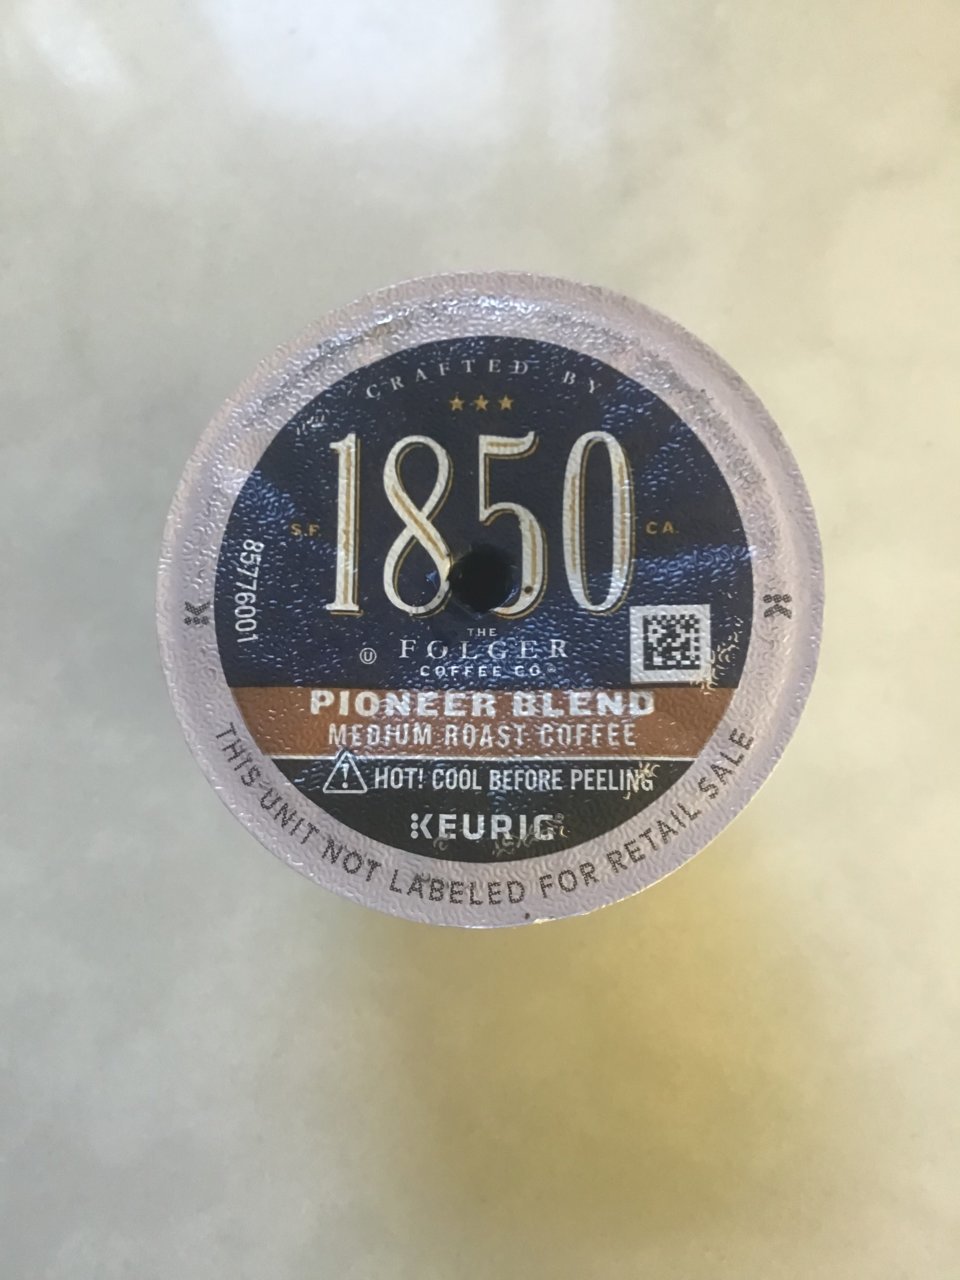 CRAFTED BY
1850
S.F. CA.
85776001
THE
FOLGER
COFFEE CO™
U
PIONEER BLEND
MEDIUM ROAST COFFEE
HOT! COOL BEFORE PEELING
KEURIG
K K
THIS UNIT NOT LABELED FOR RETAIL SALE